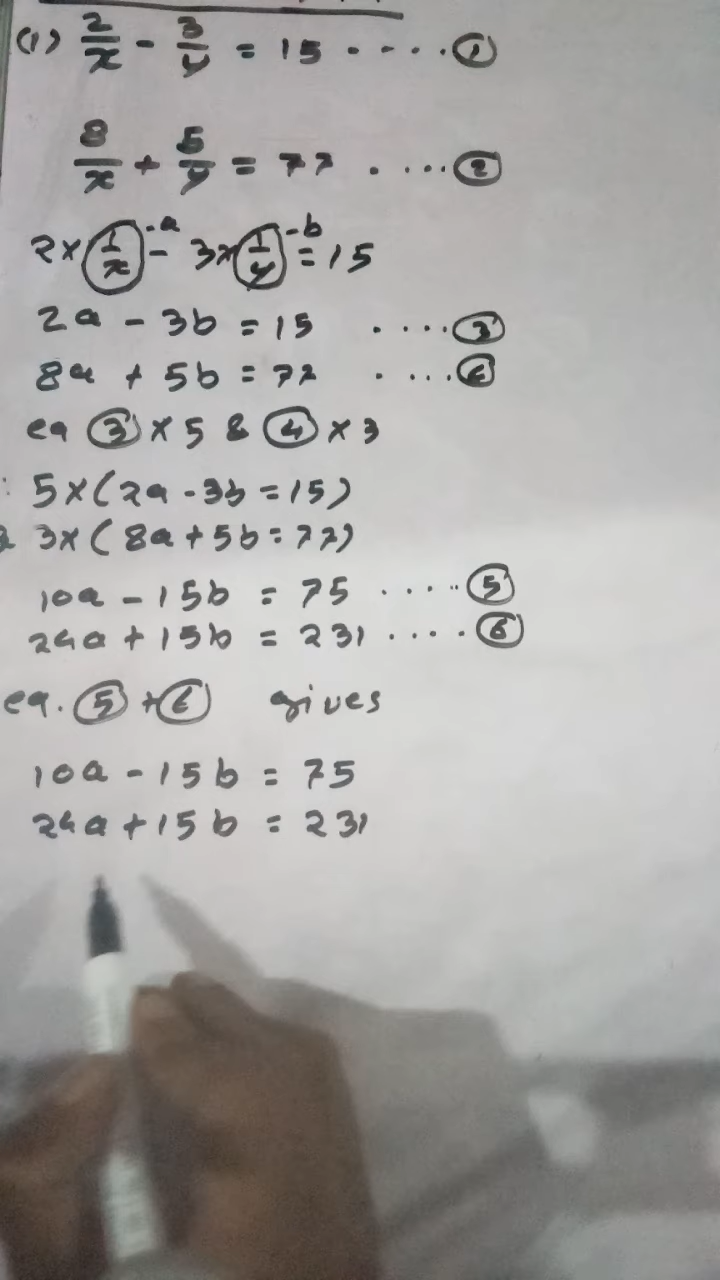 (1) 2/x - 3/y = 15 ..... ①
8/x + 5/y = 77 ..... ②
2 × (1/x) -a - 3 × (1/y) -b = 15
2a - 3b = 15 ..... ③
8a + 5b = 77 ..... ④
eq ③ × 5 & ④ × 3
5×(2a - 3b = 15)
3×(8a + 5b = 77)
10a - 15b = 75 ..... ⑤
24a + 15b = 231 ..... ⑥
eq. ⑤ + ⑥ gives
10a - 15b = 75
24a + 15b = 231